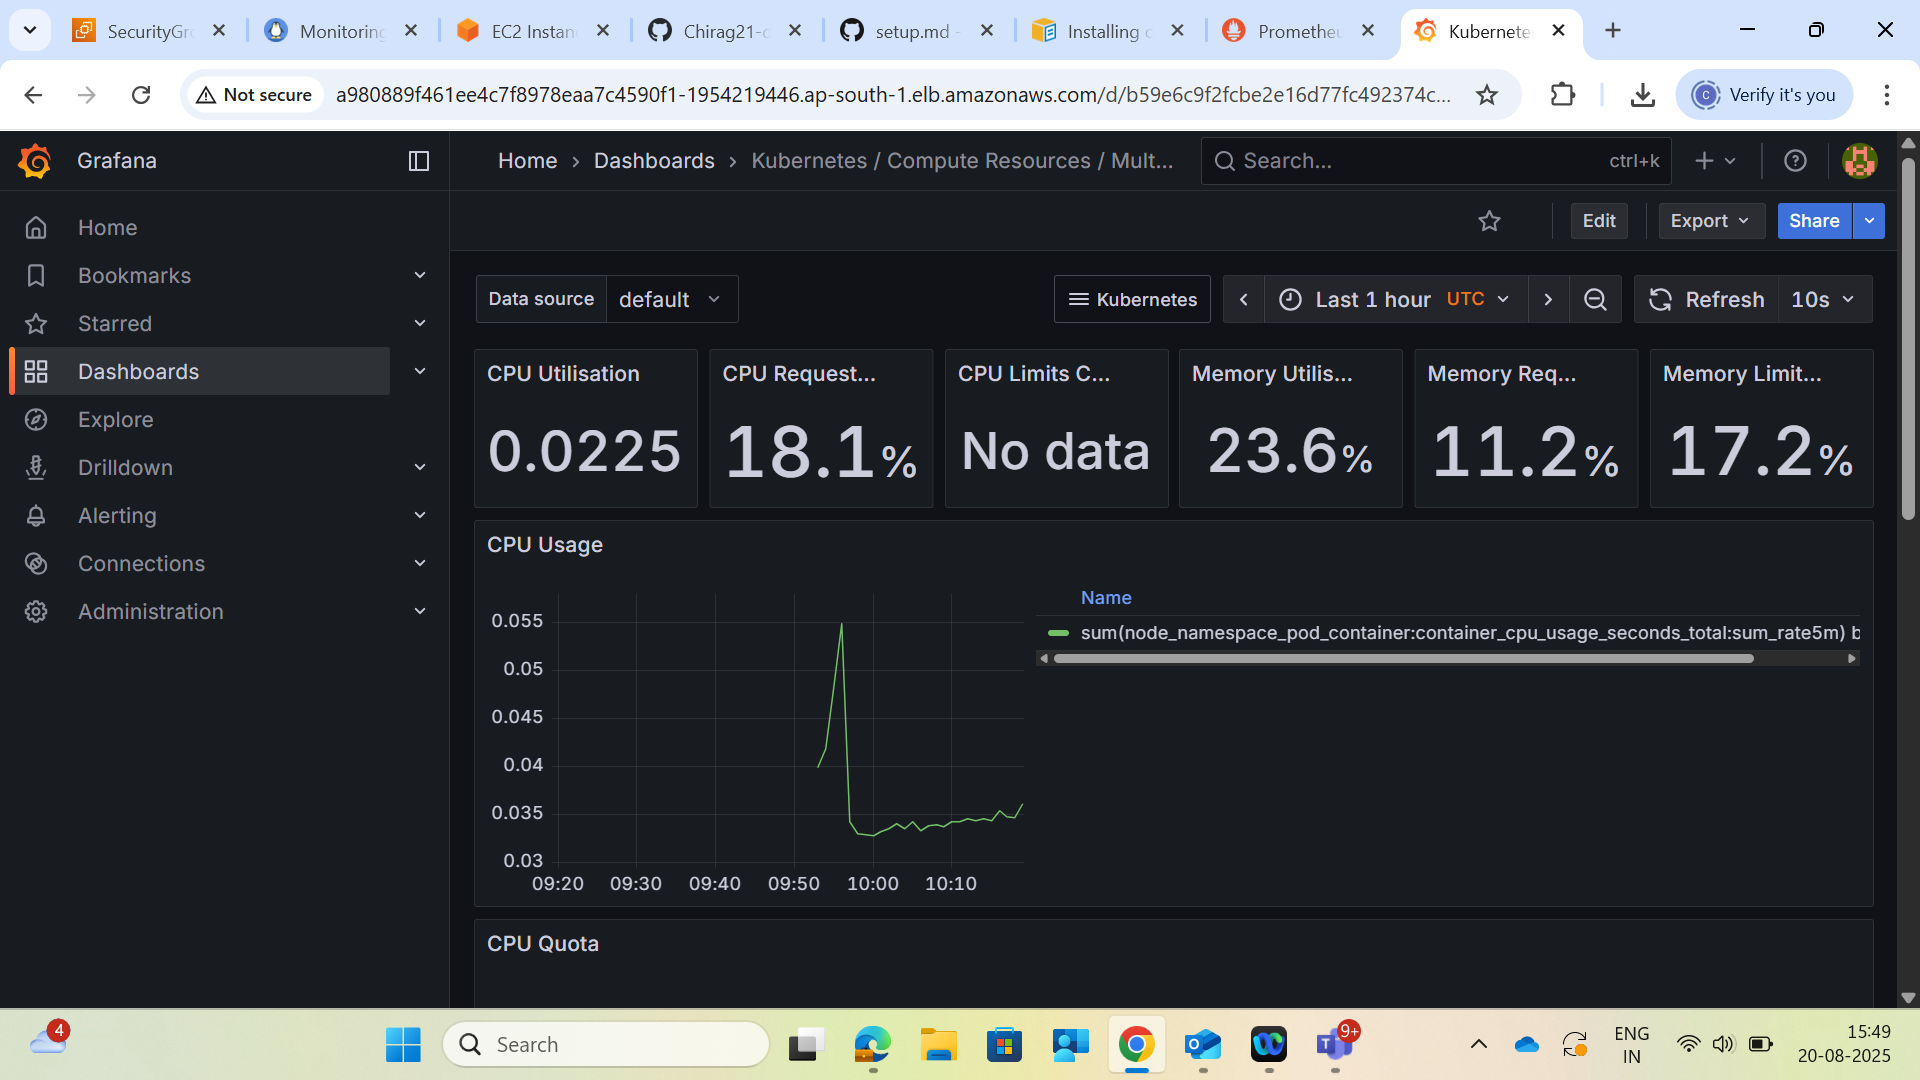 SecurityGr
Monitoring
EC2 Instan
Chirag21-c
setup.md -
Installing c
Prometheu
Kubernete
Not secure
a980889f461ee4c7f8978eaa7c4590f1-1954219446.ap-south-1.elb.amazonaws.com/d/b59e6c9f2fcbe2e16d77fc492374c...
C
Verify it's you
Grafana
Home › Dashboards › Kubernetes / Compute Resources / Mult...
Search...
ctrl+k
Edit
Export
Share
Home
Bookmarks
Starred
Dashboards
Explore
Drilldown
Alerting
Connections
Administration
Data source
default
Kubernetes
Last 1 hour UTC
Refresh
10s
CPU Utilisation
0.0225
CPU Request...
18.1%
CPU Limits C...
No data
Memory Utilis...
23.6%
Memory Req...
11.2%
Memory Limit...
17.2%
CPU Usage
0.055
0.05
0.045
0.04
0.035
0.03
09:20 09:30 09:40 09:50 10:00 10:10
Name
sum(node_namespace_pod_container:container_cpu_usage_seconds_total:sum_rate5m) b
CPU Quota
4
Search
9+
ENG
IN
15:49
20-08-2025